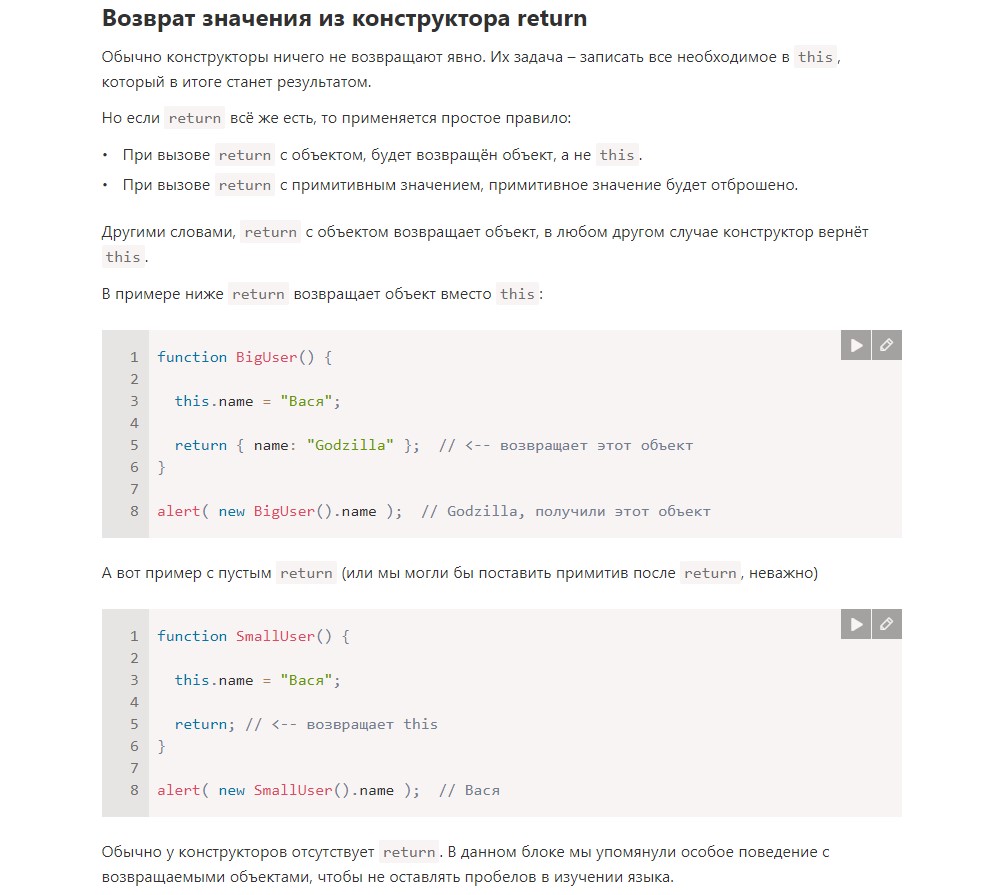 Возврат значения из конструктора return
Обычно конструкторы ничего не возвращают явно. Их задача – записать все необходимое в this,
который в итоге станет результатом.
Но если return всё же есть, то применяется простое правило:
• При вызове return с объектом, будет возвращён объект, а не this.
• При вызове return с примитивным значением, примитивное значение будет отброшено.
Другими словами, return с объектом возвращает объект, в любом другом случае конструктор вернёт
this.
В примере ниже return возвращает объект вместо this:
1 function BigUser() {
2
3   this.name = "Вася";
4
5   return { name: "Godzilla" };  // <-- возвращает этот объект
6 }
7
8 alert( new BigUser().name );  // Godzilla, получили этот объект
А вот пример с пустым return (или мы могли бы поставить примитив после return, неважно)
1 function SmallUser() {
2
3   this.name = "Вася";
4
5   return; // <-- возвращает this
6 }
7
8 alert( new SmallUser().name );  // Вася
Обычно у конструкторов отсутствует return. В данном блоке мы упомянули особое поведение с
возвращаемыми объектами, чтобы не оставлять пробелов в изучении языка.